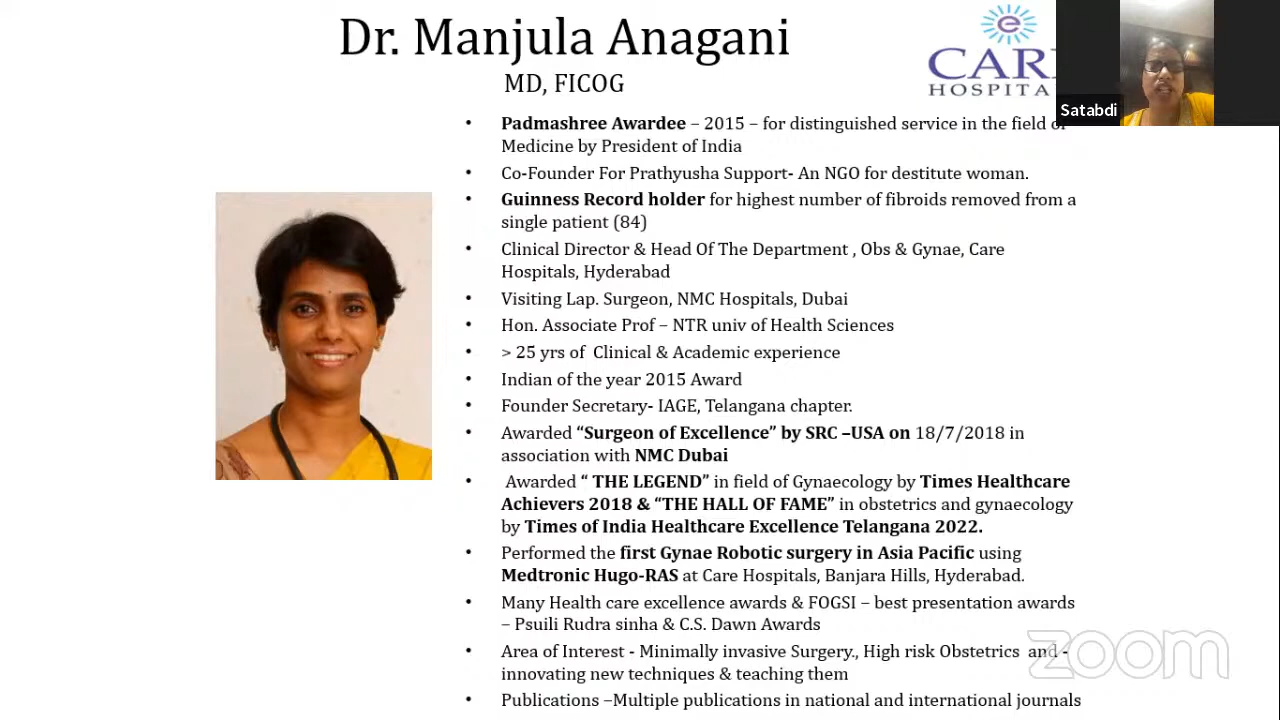 Dr. Manjula Anagani
MD, FICOG
e
CAR
HOSPITA
Satabdi
• Padmashree Awardee – 2015 – for distinguished service in the field of
Medicine by President of India
• Co-Founder For Prathyusha Support- An NGO for destitute woman.
• Guinness Record holder for highest number of fibroids removed from a
single patient (84)
• Clinical Director & Head Of The Department , Obs & Gynae, Care
Hospitals, Hyderabad
• Visiting Lap. Surgeon, NMC Hospitals, Dubai
• Hon. Associate Prof – NTR univ of Health Sciences
• > 25 yrs of Clinical & Academic experience
• Indian of the year 2015 Award
• Founder Secretary- IAGE, Telangana chapter.
• Awarded “Surgeon of Excellence” by SRC –USA on 18/7/2018 in
association with NMC Dubai
• Awarded “ THE LEGEND” in field of Gynaecology by Times Healthcare
Achievers 2018 & “THE HALL OF FAME” in obstetrics and gynaecology
by Times of India Healthcare Excellence Telangana 2022.
• Performed the first Gynae Robotic surgery in Asia Pacific using
Medtronic Hugo-RAS at Care Hospitals, Banjara Hills, Hyderabad.
• Many Health care excellence awards & FOGSI – best presentation awards
– Psuili Rudra sinha & C.S. Dawn Awards
• Area of Interest - Minimally invasive Surgery., High risk Obstetrics and -
innovating new techniques & teaching them
• Publications –Multiple publications in national and international journals
zoom